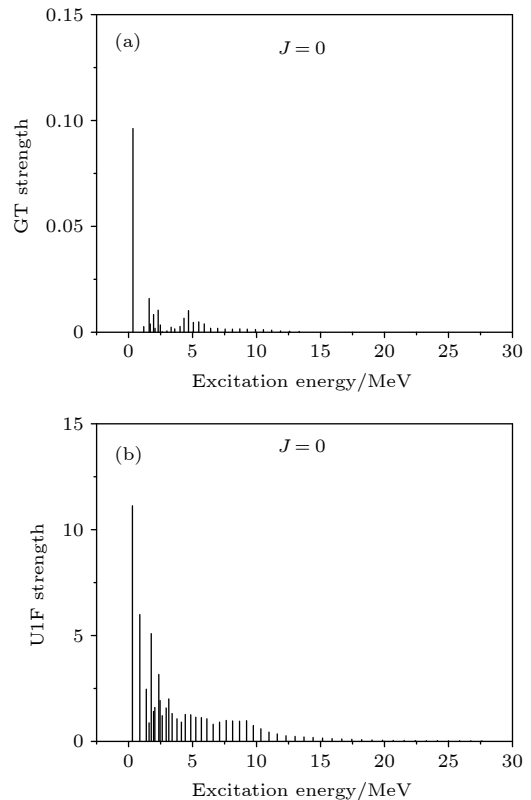 0.15
(a)
J = 0
0.10
GT strength
0.05
0
0 5 10 15 20 25 30
Excitation energy/MeV
15
(b)
J = 0
10
U1F strength
5
0
0 5 10 15 20 25 30
Excitation energy/MeV